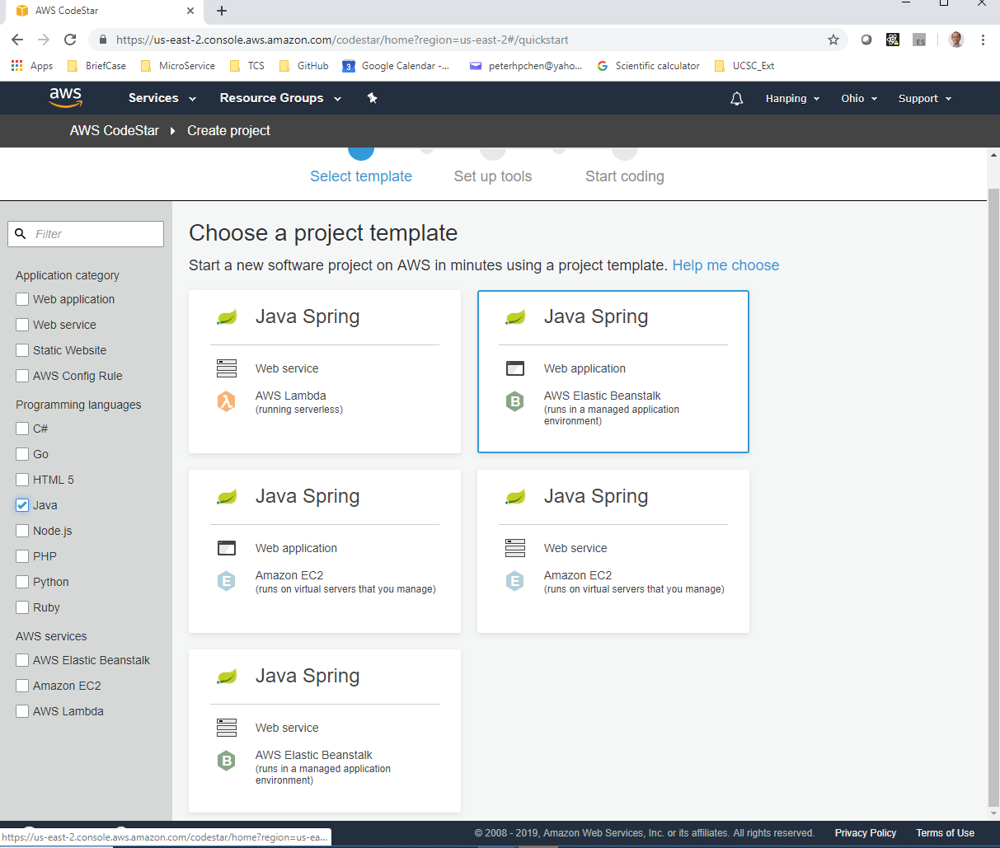 AWS CodeStar
https://us-east-2.console.aws.amazon.com/codestar/home?region=us-east-2#/quickstart
ES
Apps BriefCase MicroService TCS GitHub 3 Google Calendar -... peterhpchen@yaho... G Scientific calculator UCSC_Ext
aws Services Resource Groups Hanping Ohio Support
AWS CodeStar Create project
Select template Set up tools Start coding
Filter
Application category
Web application
Web service
Static Website
AWS Config Rule
Programming languages
C#
Go
HTML 5
Java
Node.js
PHP
Python
Ruby
AWS services
AWS Elastic Beanstalk
Amazon EC2
AWS Lambda
Choose a project template
Start a new software project on AWS in minutes using a project template. Help me choose
Java Spring
Web service
λ AWS Lambda
(running serverless)
Java Spring
Web application
B AWS Elastic Beanstalk
(runs in a managed application
environment)
Java Spring
Web application
E Amazon EC2
(runs on virtual servers that you manage)
Java Spring
Web service
E Amazon EC2
(runs on virtual servers that you manage)
Java Spring
Web service
B AWS Elastic Beanstalk
(runs in a managed application
environment)
© 2008 - 2019, Amazon Web Services, Inc. or its affiliates. All rights reserved. Privacy Policy Terms of Use
https://us-east-2.console.aws.amazon.com/codestar/home?region=us-ea...